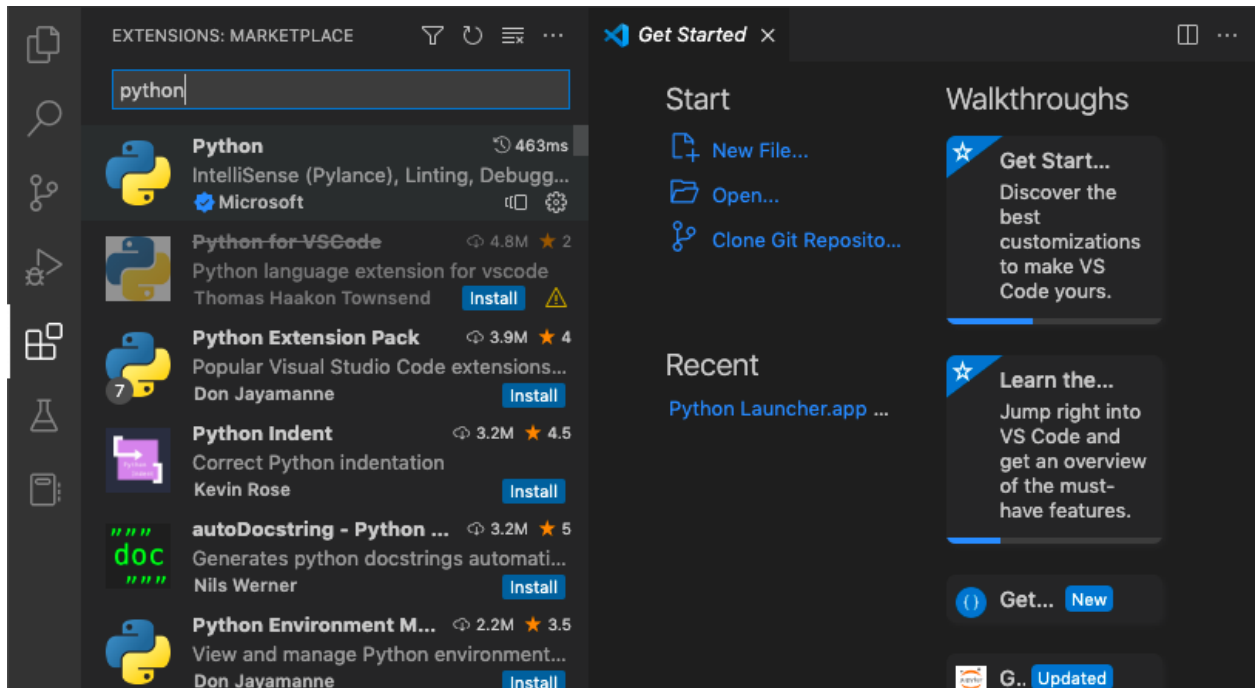 EXTENSIONS: MARKETPLACE
python
Python 463ms
IntelliSense (Pylance), Linting, Debugg...
Microsoft
Python for VSCode 4.8M 2
Python language extension for vscode
Thomas Haakon Townsend Install
7
Python Extension Pack 3.9M 4
Popular Visual Studio Code extensions...
Don Jayamanne Install
Python Indent 3.2M 4.5
Correct Python indentation
Kevin Rose Install
"""
doc
"""
autoDocstring - Python ... 3.2M 5
Generates python docstrings automati...
Nils Werner Install
Python Environment M... 2.2M 3.5
View and manage Python environment...
Don Jayamanne Install
Get Started
Start
New File...
Open...
Clone Git Reposito...
Recent
Python Launcher.app ...
Walkthroughs
Get Start...
Discover the
best
customizations
to make VS
Code yours.
Learn the...
Jump right into
VS Code and
get an overview
of the must-
have features.
Get... New
G.. Updated